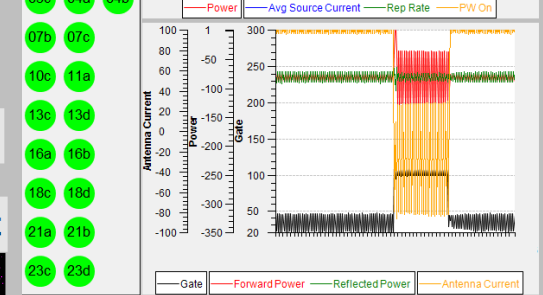 04b
Power Avg Source Current Rep Rate PW On
07b 07c
10c 11a
13c 13d
16a 16b
18c 18d
21a 21b
23c 23d
Antenna Current
100
80
60
40
20
0
-20
-40
-60
-80
-100
Power
1
-50
-100
-150
-200
-250
-300
-350
Gate
300
250
200
150
100
50
20
Gate Forward Power Reflected Power Antenna Current